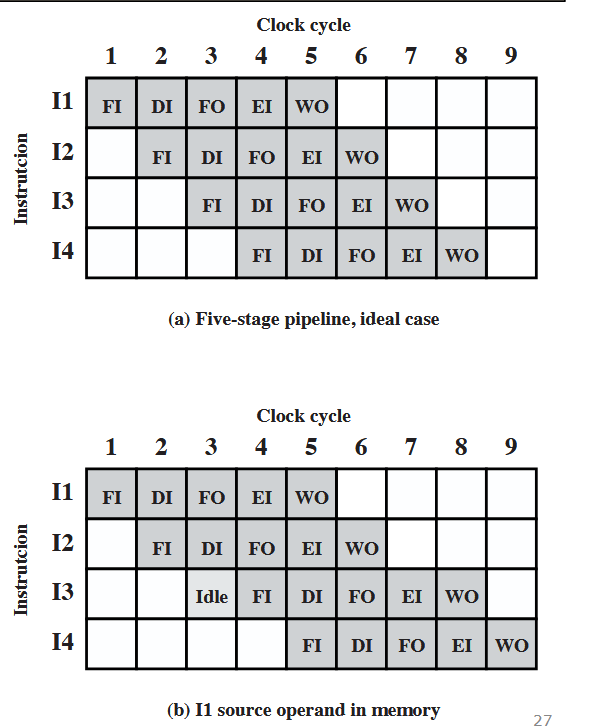 Clock cycle
1 2 3 4 5 6 7 8 9
Instrutcion
I1 FI DI FO EI WO
I2 FI DI FO EI WO
I3 FI DI FO EI WO
I4 FI DI FO EI WO
(a) Five-stage pipeline, ideal case
Clock cycle
1 2 3 4 5 6 7 8 9
Instrutcion
I1 FI DI FO EI WO
I2 FI DI FO EI WO
I3 Idle FI DI FO EI WO
I4 FI DI FO EI WO
(b) I1 source operand in memory
27